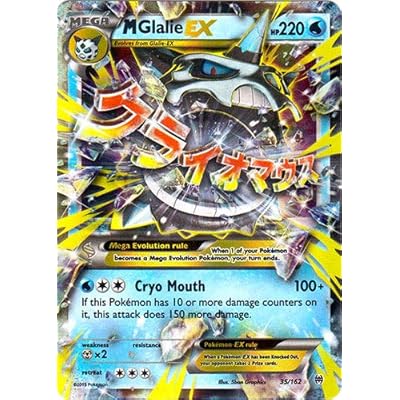 MEGA
MGlalie EX HP220
Evolves from Glalie-EX
クライオマウス
Mega Evolution rule
When 1 of your Pokémon
becomes a Mega Evolution Pokémon, your turn ends.
Cryo Mouth 100+
If this Pokémon has 10 or more damage counters on
it, this attack does 150 more damage.
weakness resistance
×2
Pokémon-EX rule
When a Pokémon-EX has been Knocked Out,
your opponent takes 2 Prize cards.
retreat
©2015 Pokémon
Illus. 5ban Graphics 35/162